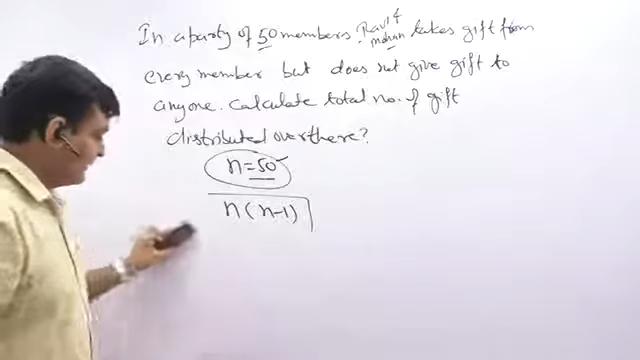 In a party of 50 members. Ravi & mohan takes gift from
every member but does not give gift to
anyone. calculate total no. of gift
distributed over there?
n = 50
n(n-1)